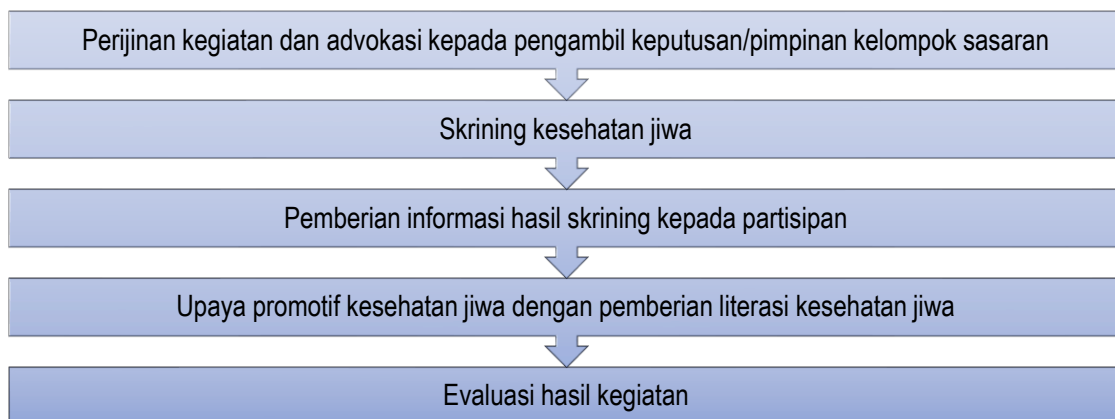 Perijinan kegiatan dan advokasi kepada pengambil keputusan/pimpinan kelompok sasaran
Skrining kesehatan jiwa
Pemberian informasi hasil skrining kepada partisipan
Upaya promotif kesehatan jiwa dengan pemberian literasi kesehatan jiwa
Evaluasi hasil kegiatan